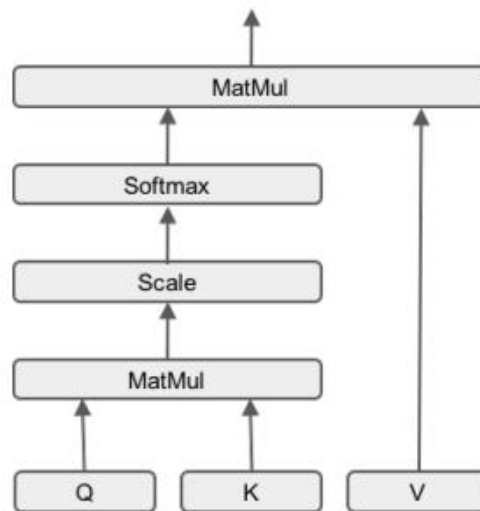 MatMul
Softmax
Scale
MatMul
Q K V